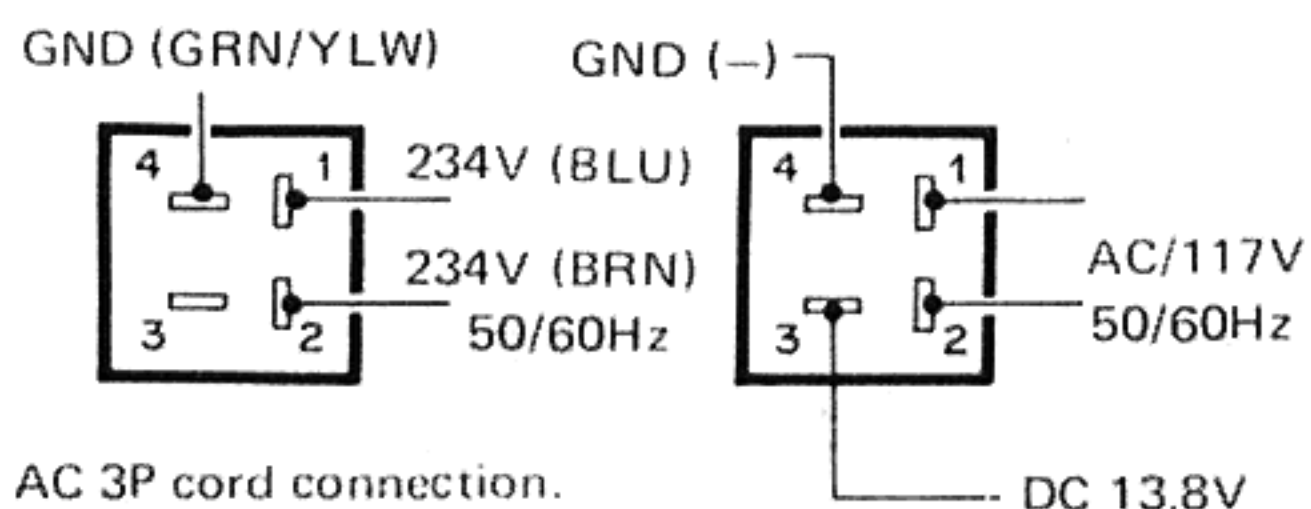 GND (GRN/YLW)
4
1
234V (BLU)
234V (BRN)
3
2
50/60Hz
AC 3P cord connection.
GND (–)
4
1
AC/117V
3
2
50/60Hz
DC 13.8V